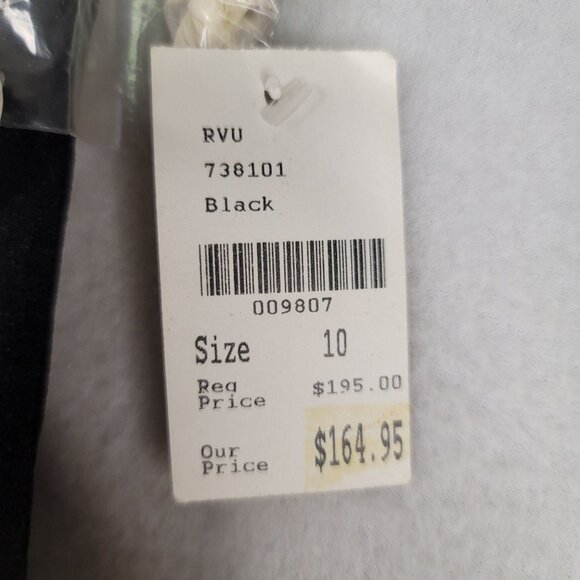 RVU
738101
Black
009807
Size 10
Reg Price $195.00
Our Price $164.95